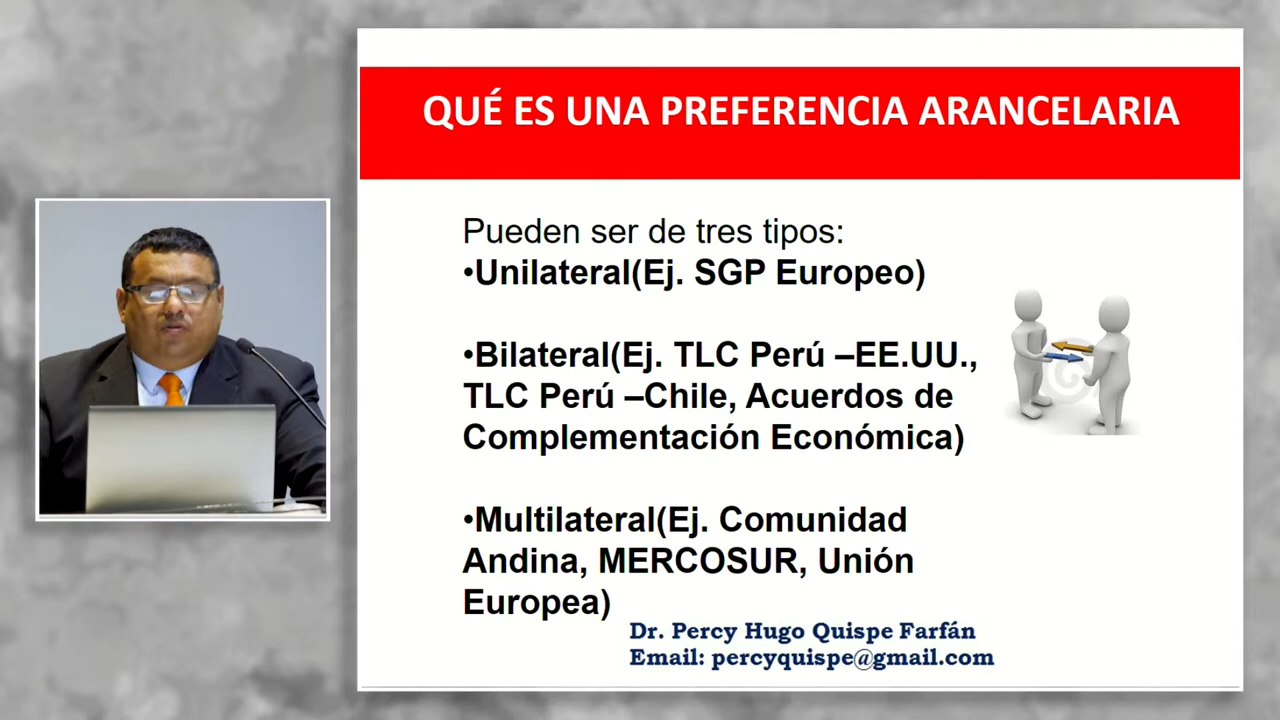 QUÉ ES UNA PREFERENCIA ARANCELARIA
Pueden ser de tres tipos:
•Unilateral(Ej. SGP Europeo)
•Bilateral(Ej. TLC Perú –EE.UU.,
TLC Perú –Chile, Acuerdos de
Complementación Económica)
•Multilateral(Ej. Comunidad
Andina, MERCOSUR, Unión
Europea)
Dr. Percy Hugo Quispe Farfán
Email: percyquispe@gmail.com